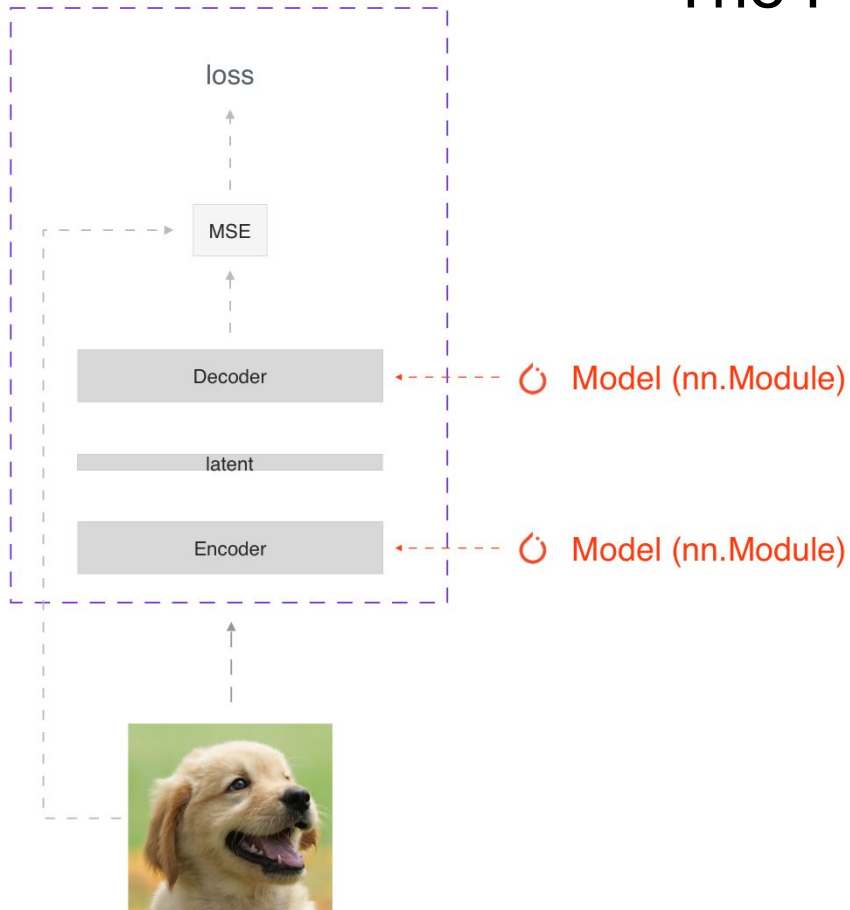 loss
MSE
Decoder
Model (nn.Module)
latent
Encoder
Model (nn.Module)